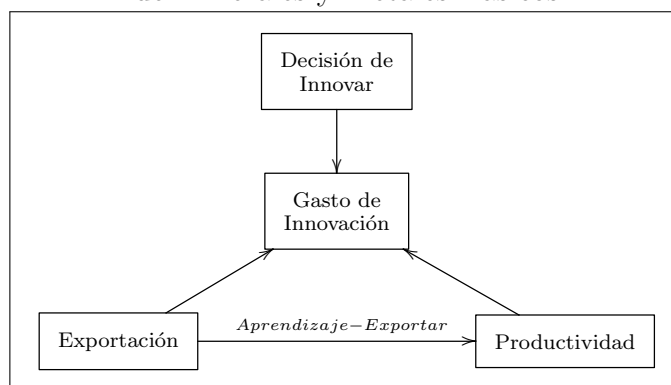 Decisión de
Innovar
Gasto de
Innovación
Exportación
Aprendizaje−Exportar
Productividad